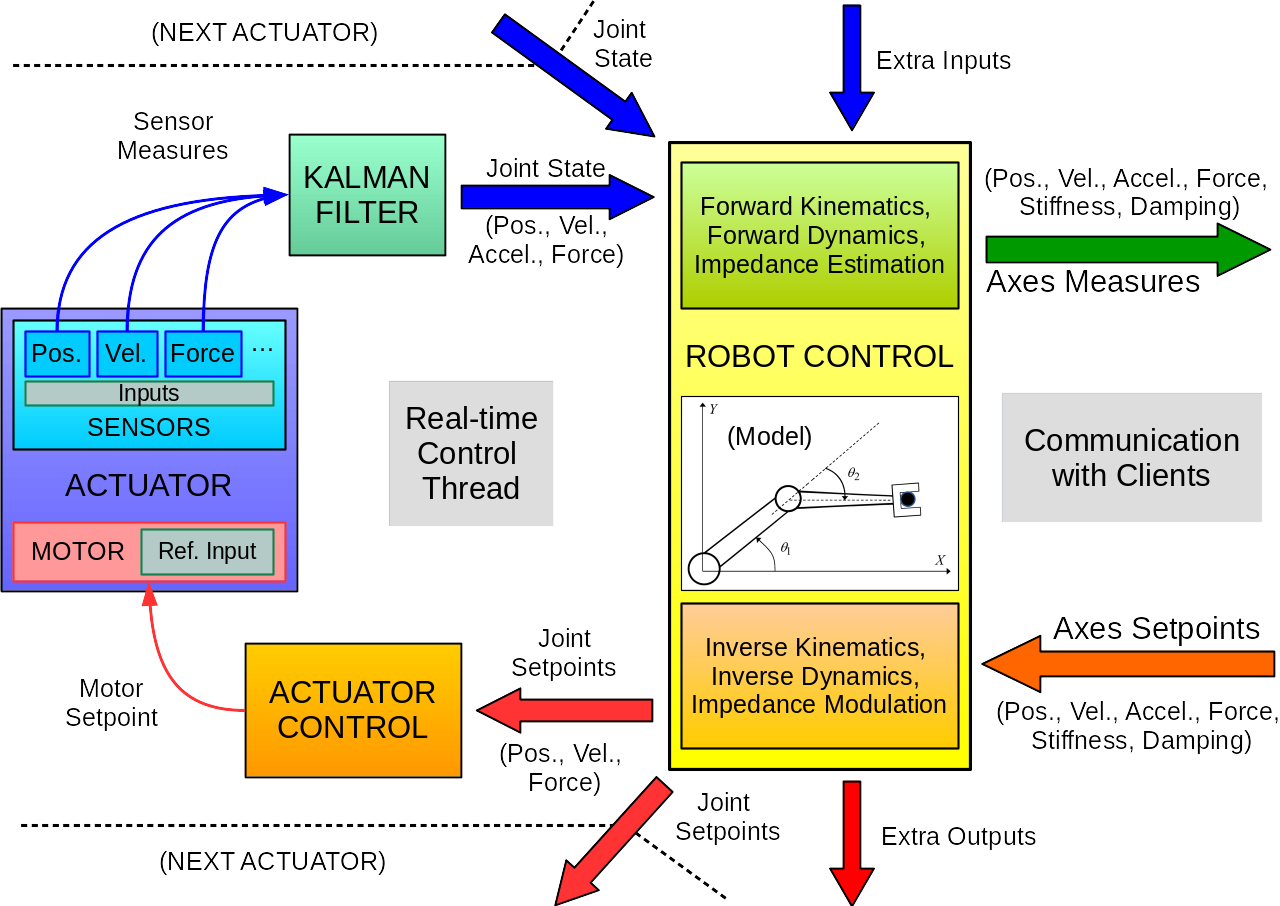 (NEXT ACTUATOR)
Joint
State
Extra Inputs
Sensor
Measures
KALMAN
FILTER
Joint State
(Pos., Vel.,
Accel., Force)
Forward Kinematics,
Forward Dynamics,
Impedance Estimation
(Pos., Vel., Accel., Force,
Stiffness, Damping)
Axes Measures
Pos.
Vel.
Force
...
Inputs
SENSORS
ACTUATOR
MOTOR
Ref. Input
Real-time
Control
Thread
ROBOT CONTROL
Y
(Model)
θ2
θ1
X
Communication
with Clients
Inverse Kinematics,
Inverse Dynamics,
Impedance Modulation
Axes Setpoints
(Pos., Vel., Accel., Force,
Stiffness, Damping)
Joint
Setpoints
(Pos., Vel.,
Force)
ACTUATOR
CONTROL
Motor
Setpoint
Joint
Setpoints
Extra Outputs
(NEXT ACTUATOR)